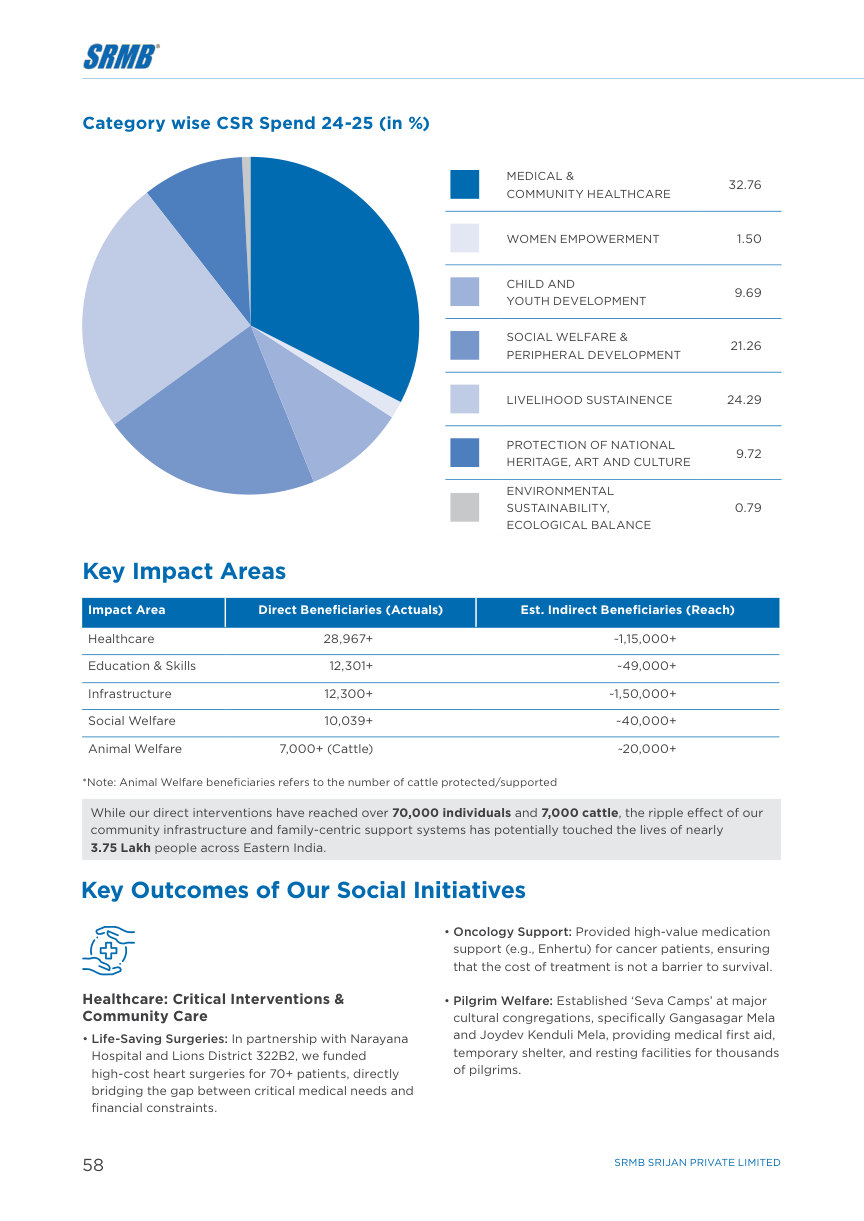 SRMB
Category wise CSR Spend 24-25 (in %)
MEDICAL &
COMMUNITY HEALTHCARE
32.76
WOMEN EMPOWERMENT 1.50
CHILD AND
YOUTH DEVELOPMENT
9.69
SOCIAL WELFARE &
PERIPHERAL DEVELOPMENT
21.26
LIVELIHOOD SUSTAINENCE 24.29
PROTECTION OF NATIONAL
HERITAGE, ART AND CULTURE
9.72
ENVIRONMENTAL
SUSTAINABILITY,
ECOLOGICAL BALANCE
0.79
Key Impact Areas
Impact Area Direct Beneficiaries (Actuals) Est. Indirect Beneficiaries (Reach)
Healthcare 28,967+ ~1,15,000+
Education & Skills 12,301+ ~49,000+
Infrastructure 12,300+ ~1,50,000+
Social Welfare 10,039+ ~40,000+
Animal Welfare 7,000+ (Cattle) ~20,000+
*Note: Animal Welfare beneficiaries refers to the number of cattle protected/supported
While our direct interventions have reached over 70,000 individuals and 7,000 cattle, the ripple effect of our
community infrastructure and family-centric support systems has potentially touched the lives of nearly
3.75 Lakh people across Eastern India.
Key Outcomes of Our Social Initiatives
Healthcare: Critical Interventions &
Community Care
• Life-Saving Surgeries: In partnership with Narayana
Hospital and Lions District 322B2, we funded
high-cost heart surgeries for 70+ patients, directly
bridging the gap between critical medical needs and
financial constraints.
• Oncology Support: Provided high-value medication
support (e.g., Enhertu) for cancer patients, ensuring
that the cost of treatment is not a barrier to survival.
• Pilgrim Welfare: Established ‘Seva Camps’ at major
cultural congregations, specifically Gangasagar Mela
and Joydev Kenduli Mela, providing medical first aid,
temporary shelter, and resting facilities for thousands
of pilgrims.
58
SRMB SRIJAN PRIVATE LIMITED